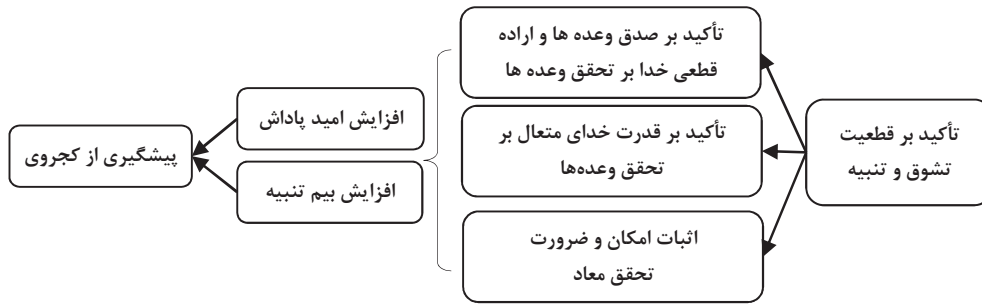 تأکید بر قطعیت
تشوق و تنبیه
تأکید بر صدق وعده ها و اراده
قطعی خدا بر تحقق وعده ها
تأکید بر قدرت خدای متعال بر
تحقق وعده‌ها
اثبات امکان و ضرورت
تحقق معاد
افزایش امید پاداش
افزایش بیم تنبیه
پیشگیری از کجروی